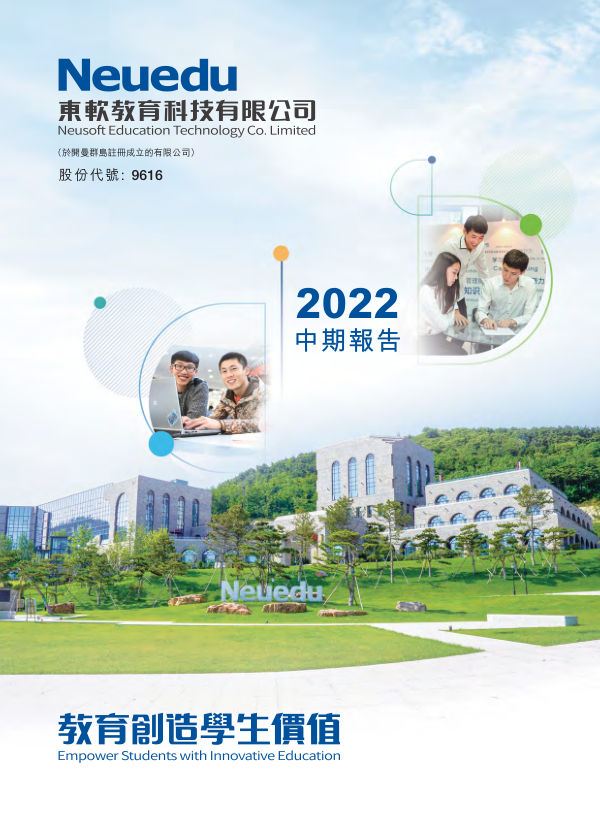 Neuedu
東軟教育科技有限公司
Neusoft Education Technology Co. Limited
(於開曼群島註冊成立的有限公司)
股份代號：9616
2022
中期報告
Neuedu
教育創造學生價值
Empower Students with Innovative Education